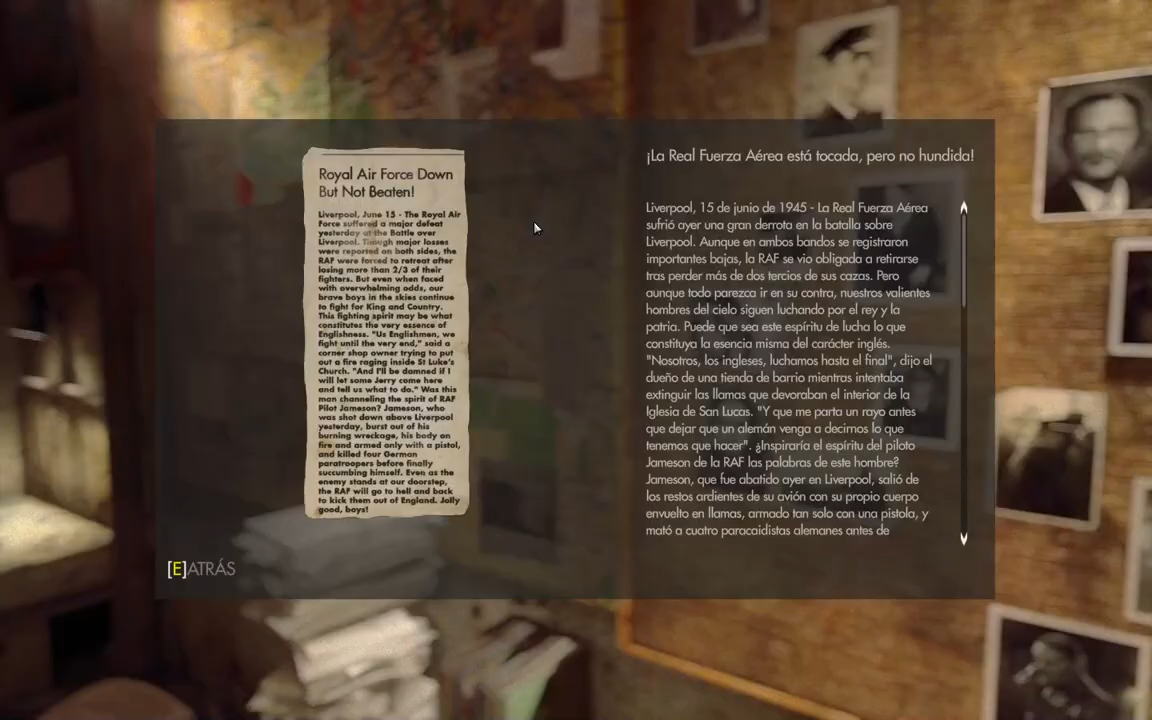 Royal Air Force Down
But Not Beaten!
Liverpool, June 15 - The Royal Air
Force suffered a major defeat
yesterday at the Battle over
Liverpool. Though major losses
were reported on both sides, the
RAF were forced to retreat after
losing more than 2/3 of their
fighters. But even when faced
with overwhelming odds, our
brave boys in the skies continue
to fight for King and Country.
This fighting spirit may be what
constitutes the very essence of
Englishness. "Us Englishmen, we
fight until the very end," said a
corner shop owner trying to put
out a fire raging inside St Luke's
Church. "And I'll be damned if I
will let some Jerry come here
and tell us what to do." Was this
man channeling the spirit of RAF
Pilot Jameson? Jameson, who
was shot down above Liverpool
yesterday, burst out of his
burning wreckage, his body on
fire and armed only with a pistol,
and killed four German
paratroopers before finally
succumbing himself. Even as the
enemy stands at our doorstep,
the RAF will go to hell and back
to kick them out of England. Jolly
good, boys!
¡La Real Fuerza Aérea está tocada, pero no hundida!
Liverpool, 15 de junio de 1945 - La Real Fuerza Aérea
sufrió ayer una gran derrota en la batalla sobre
Liverpool. Aunque en ambos bandos se registraron
importantes bajas, la RAF se vio obligada a retirarse
tras perder más de dos tercios de sus cazas. Pero
aunque todo parezca ir en su contra, nuestros valientes
hombres del cielo siguen luchando por el rey y la
patria. Puede que sea este espíritu de lucha lo que
constituya la esencia misma del carácter inglés.
"Nosotros, los ingleses, luchamos hasta el final", dijo el
dueño de una tienda de barrio mientras intentaba
extinguir las llamas que devoraban el interior de la
Iglesia de San Lucas. "Y que me parta un rayo antes
que dejar que un alemán venga a decirnos lo que
tenemos que hacer". ¿Inspiraría el espíritu del piloto
Jameson de la RAF las palabras de este hombre?
Jameson, que fue abatido ayer en Liverpool, salió de
los restos ardientes de su avión con su propio cuerpo
envuelto en llamas, armado tan solo con una pistola, y
mató a cuatro paracaidistas alemanes antes de
[E]ATRÁS